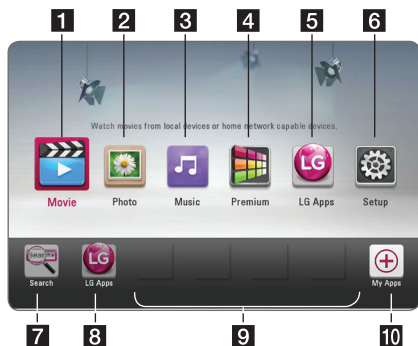 1 2 3 4 5 6
Watch movies from local devices or home network capable devices.
LG
Movie Photo Music Premium LG Apps Setup
Search LG
Search LG Apps My Apps
7 8 9 10